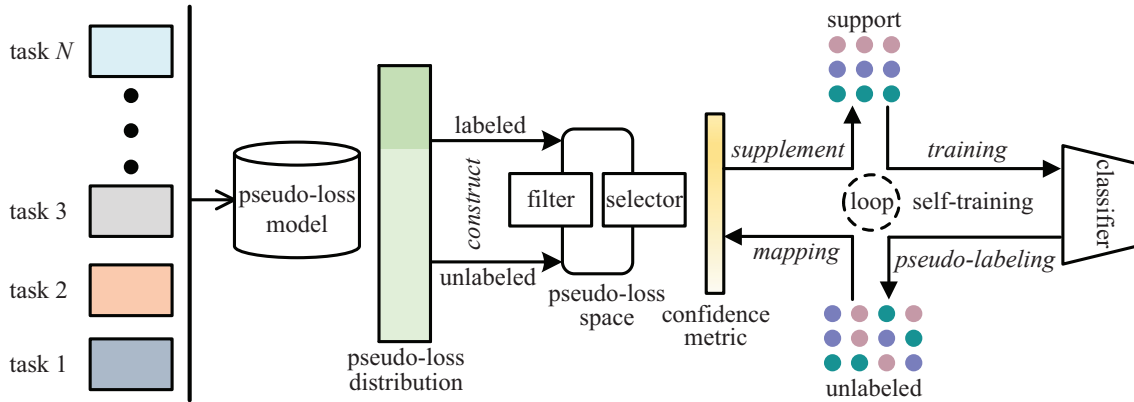 task N
task 3
task 2
task 1
pseudo-loss
model
pseudo-loss
distribution
labeled
construct
unlabeled
filter
selector
pseudo-loss
space
confidence
metric
support
supplement
training
loop
self-training
mapping
pseudo-labeling
classifier
unlabeled